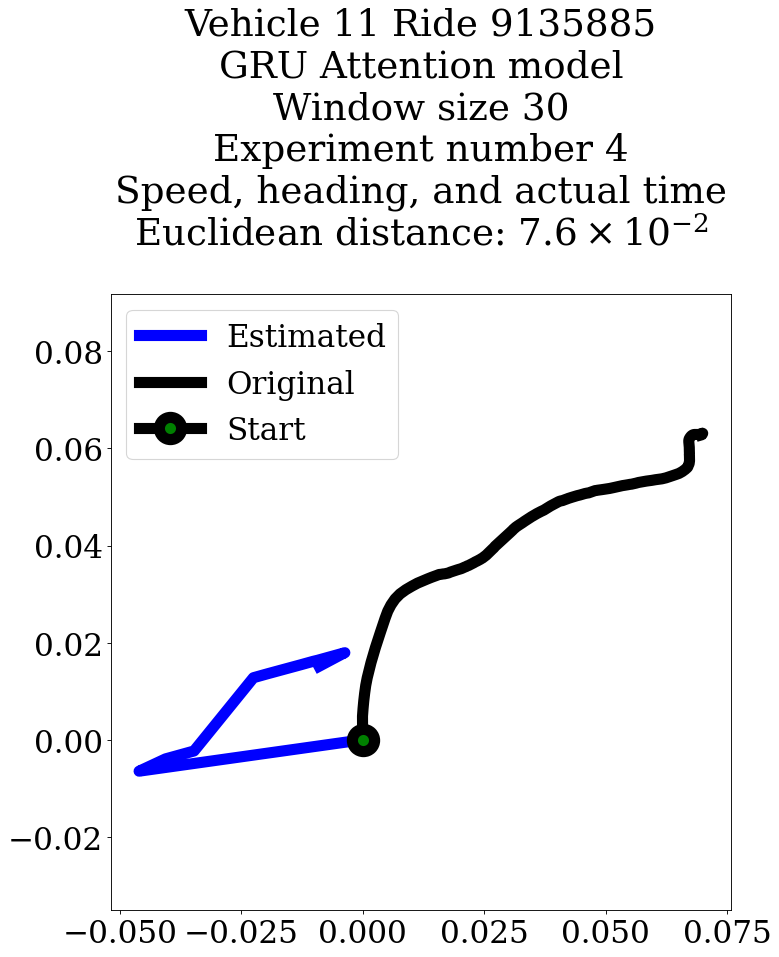 Vehicle 11 Ride 9135885
GRU Attention model
Window size 30
Experiment number 4
Speed, heading, and actual time
Euclidean distance: 7.6 × 10⁻²
Estimated
Original
Start
0.08
0.06
0.04
0.02
0.00
−0.02
−0.050 −0.025 0.000 0.025 0.050 0.075